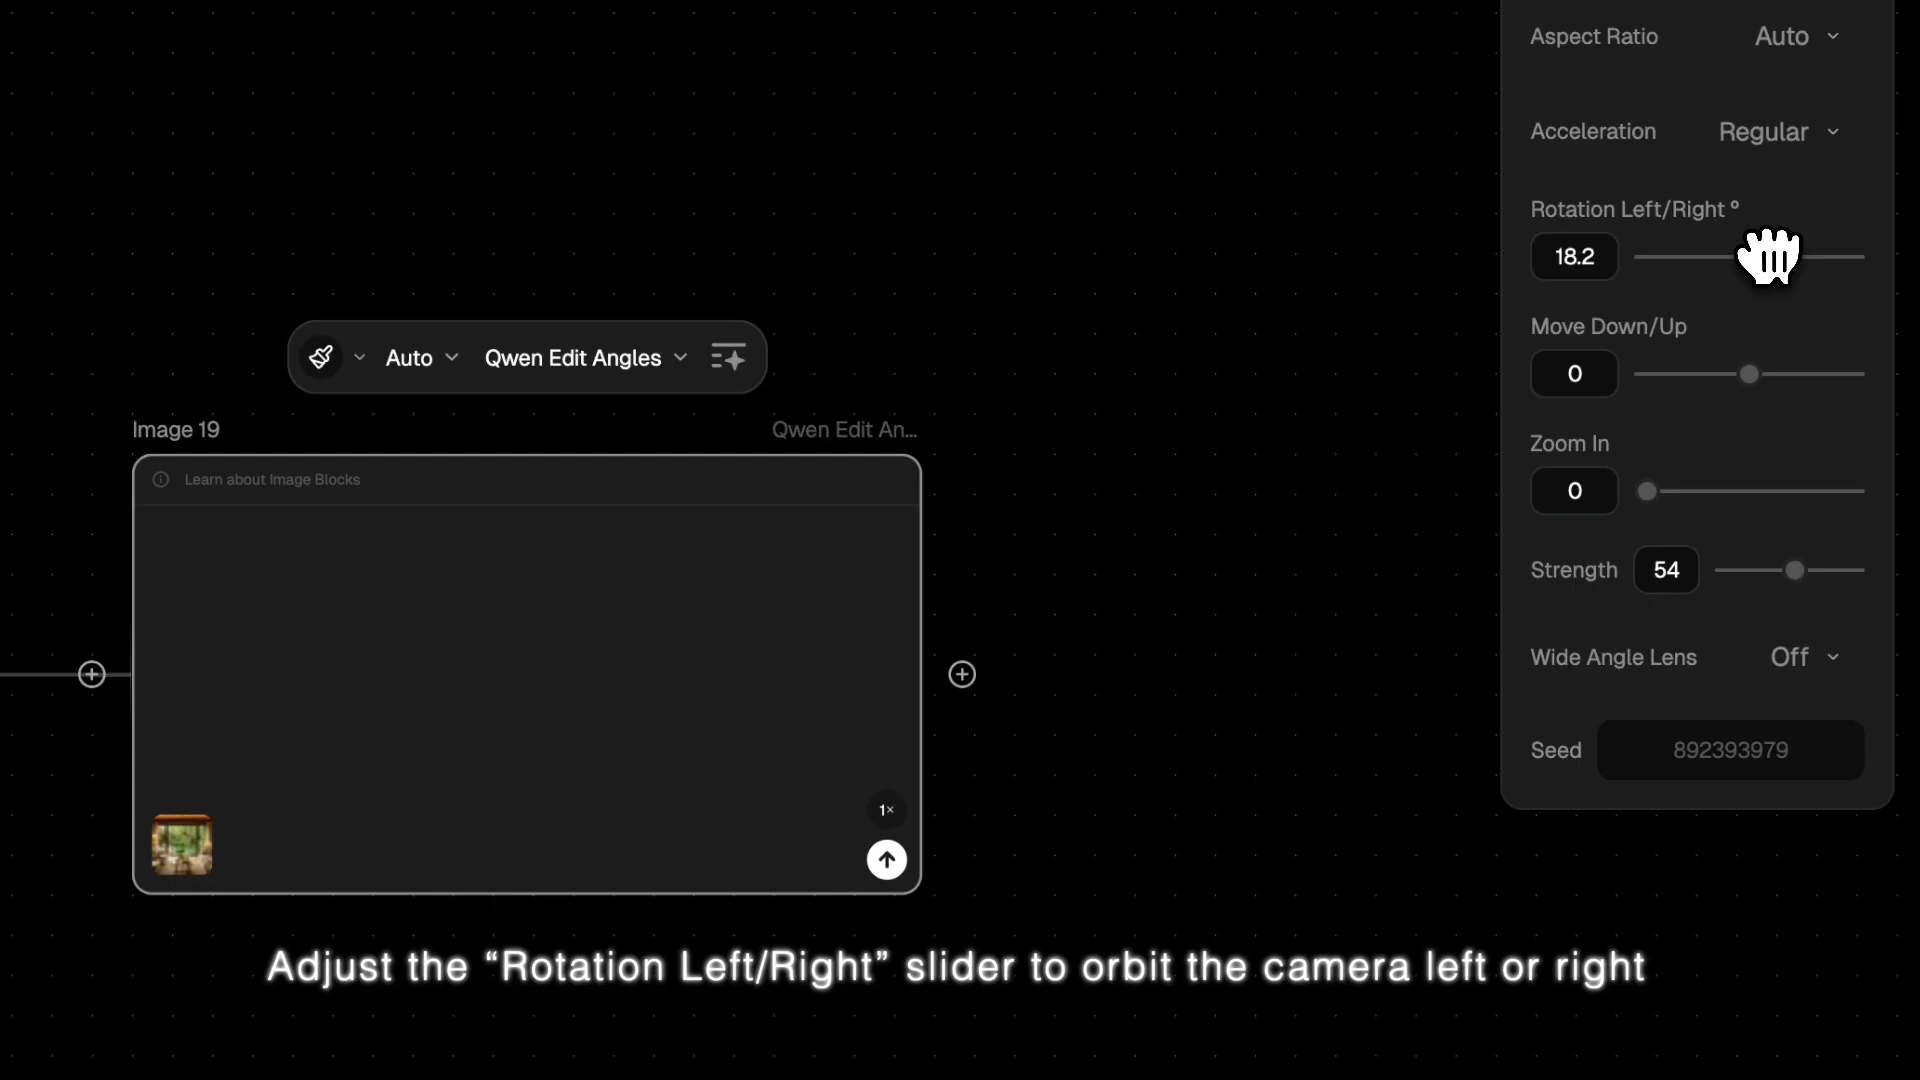 Aspect Ratio Auto
Acceleration Regular
Rotation Left/Right °
18.2
Move Down/Up
0
Zoom In
0
Strength 54
Wide Angle Lens Off
Seed 892393979
Auto Qwen Edit Angles
Image 19 Qwen Edit An...
Learn about Image Blocks
1×
Adjust the “Rotation Left/Right” slider to orbit the camera left or right